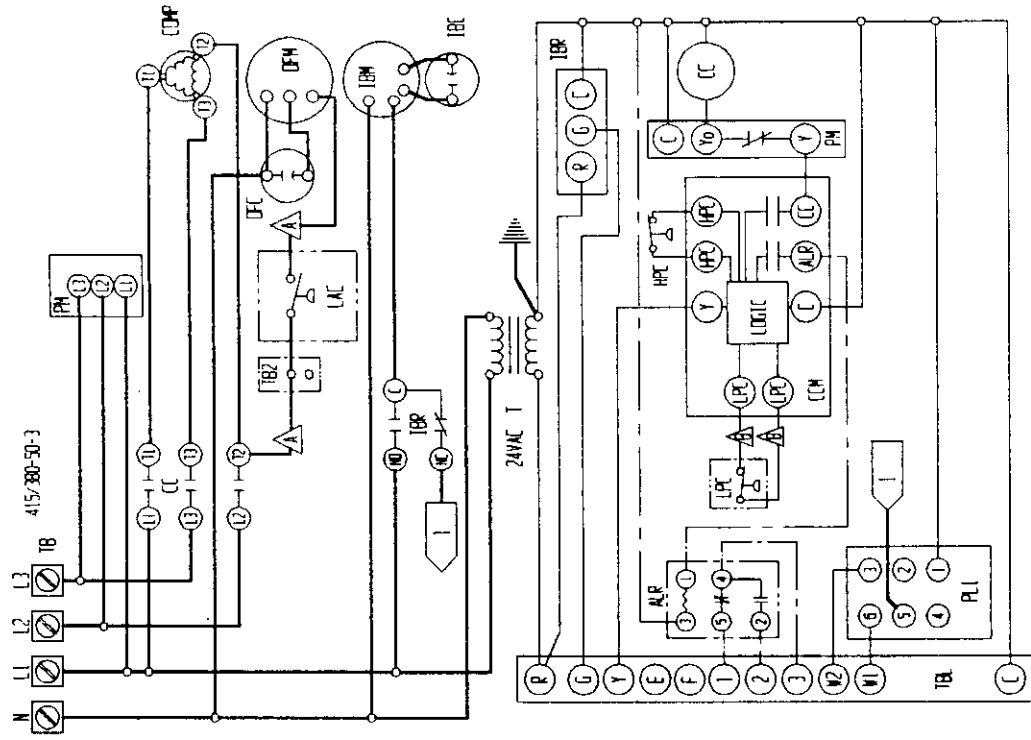 415/380-50-3
TB
N
L1
L2
L3
PM
L3
L2
L1
CC
L1
T1
L3
T3
L2
T2
COMP
T1
T2
T3
A
TB2
LAC
A
OFC
OFM
IBM
IBC
NO
C
IBR
NC
1
24VAC T
R
G
Y
E
F
1
2
3
W2
W1
TBL
C
IBR
R
G
C
CC
C
Yo
Y
PM
HPC
HPC
HPC
Y
LOGIC
C
ALR
CC
LPC
LPC
CCM
B
B
LPC
ALR
3
1
5
4
2
1
6
3
5
2
4
1
PL1